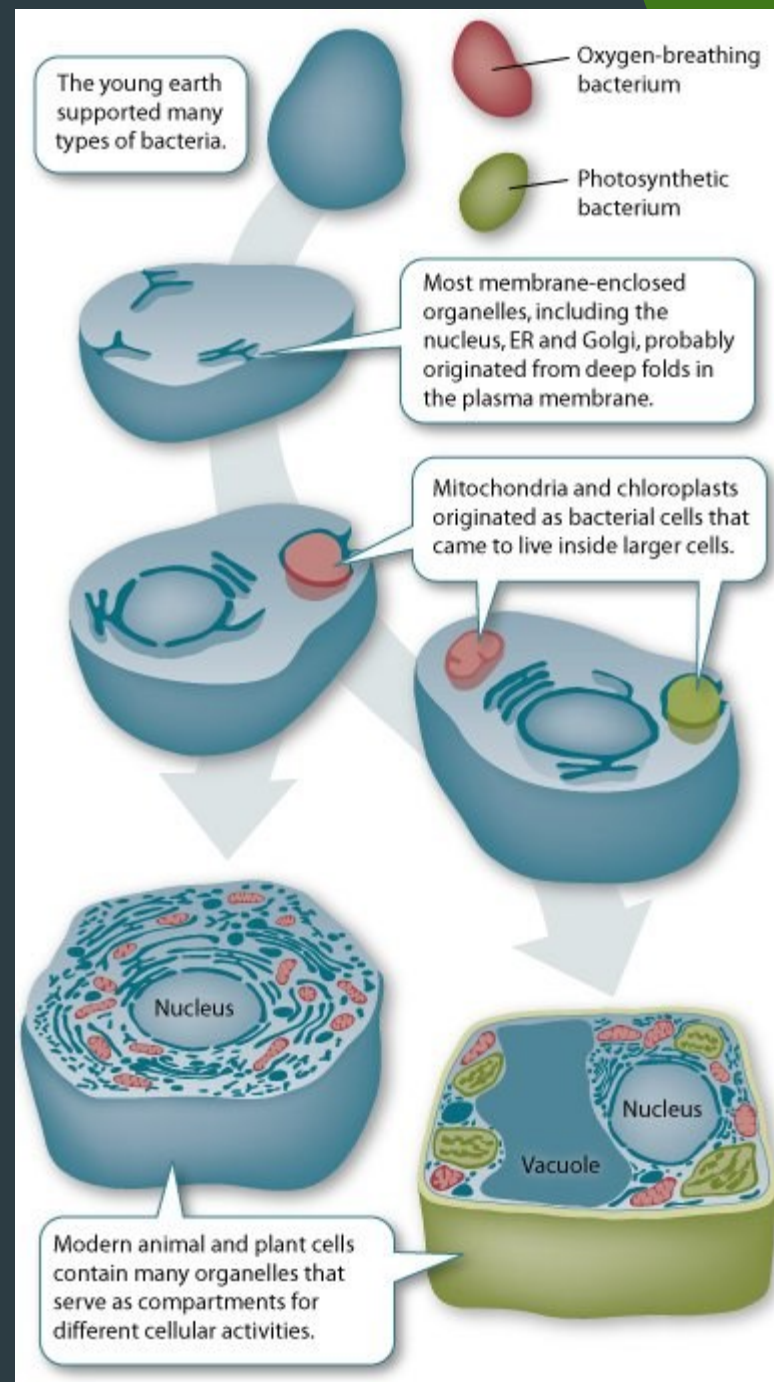 The young earth
supported many
types of bacteria.
Oxygen-breathing
bacterium
Photosynthetic
bacterium
Most membrane-enclosed
organelles, including the
nucleus, ER and Golgi, probably
originated from deep folds in
the plasma membrane.
Mitochondria and chloroplasts
originated as bacterial cells that
came to live inside larger cells.
Nucleus
Nucleus
Vacuole
Modern animal and plant cells
contain many organelles that
serve as compartments for
different cellular activities.